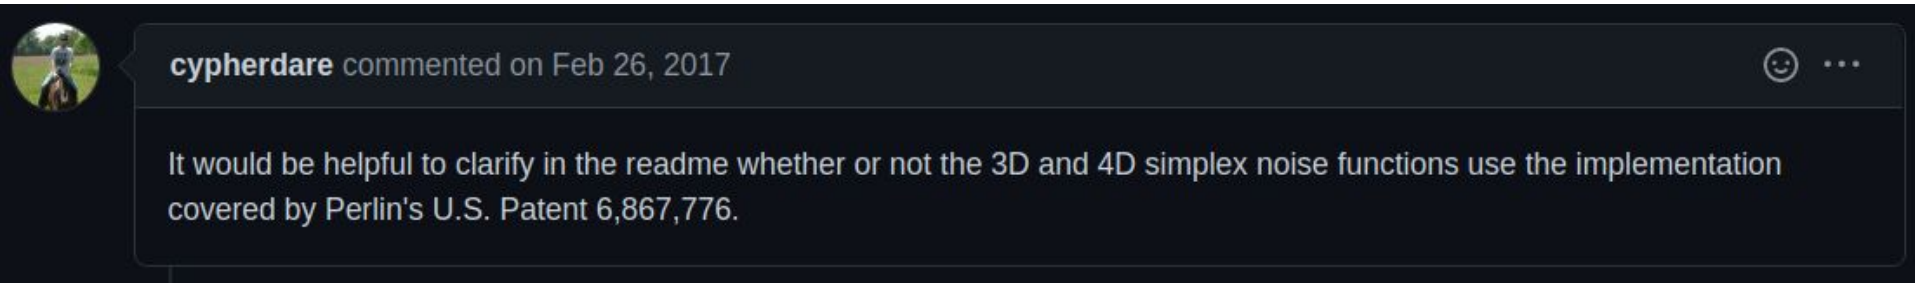 cypherdare commented on Feb 26, 2017
It would be helpful to clarify in the readme whether or not the 3D and 4D simplex noise functions use the implementation
covered by Perlin's U.S. Patent 6,867,776.